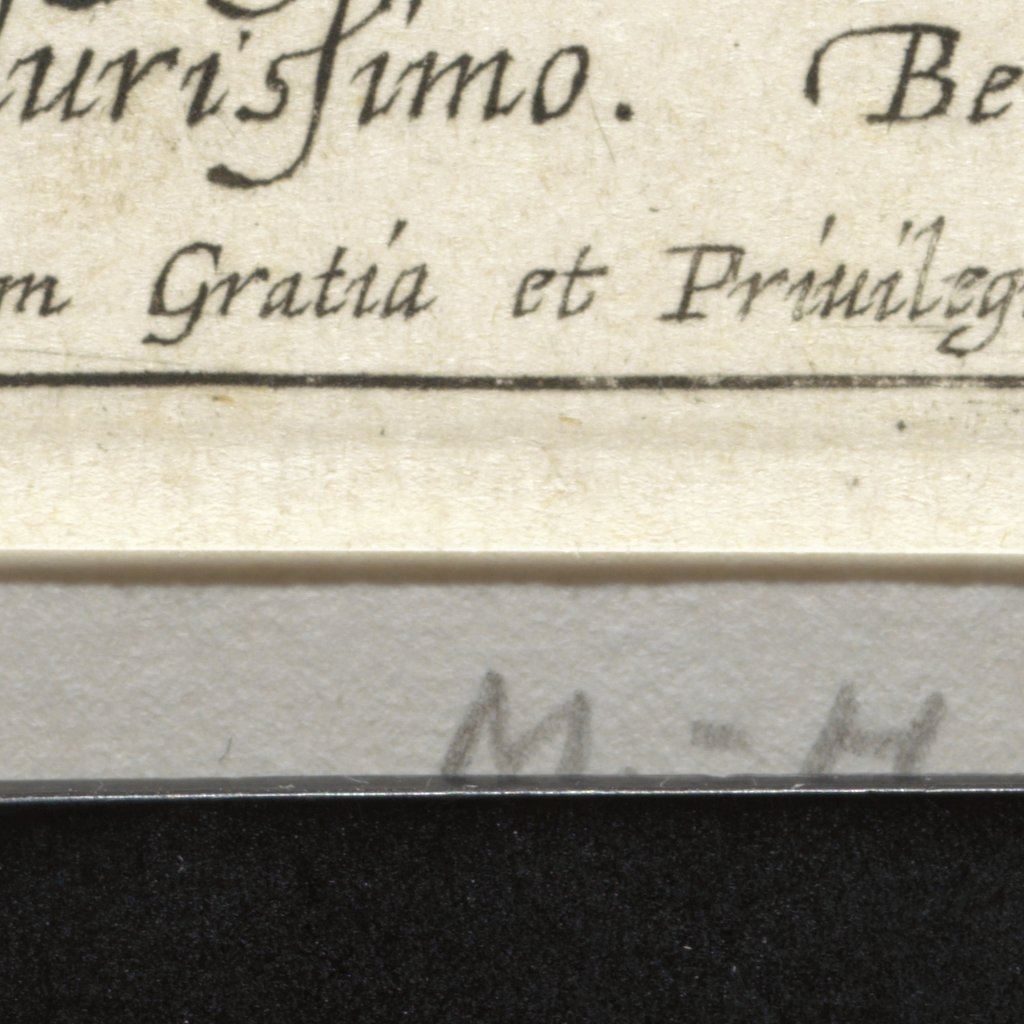 urissimo. Be
m Gratia et Priuileg
M. - H